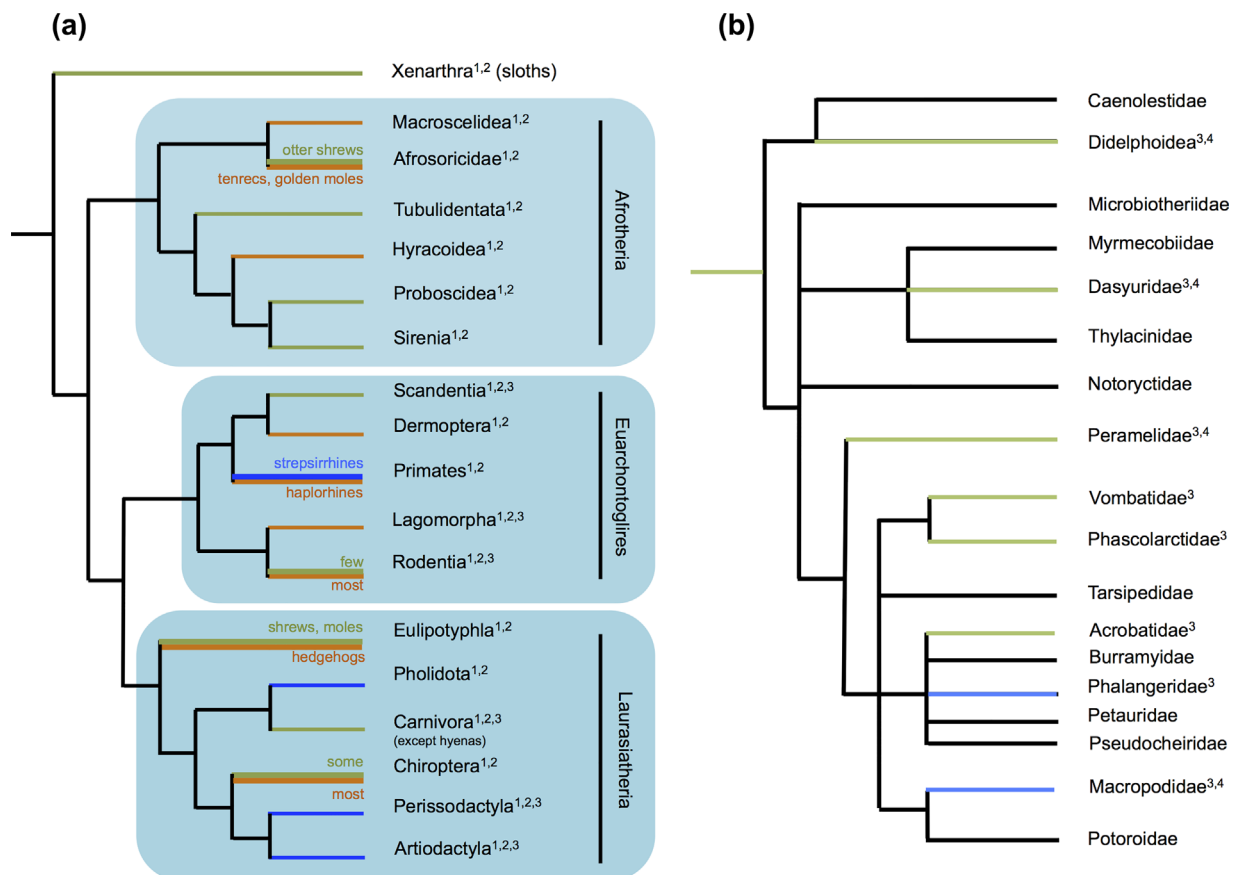 (a)
Xenarthra1,2 (sloths)
Macroscelidea1,2
otter shrews
Afrosoricidae1,2
tenrecs, golden moles
Tubulidentata1,2
Hyracoidea1,2
Proboscidea1,2
Sirenia1,2
Afrotheria
Scandentia1,2,3
Dermoptera1,2
strepsirrhines
Primates1,2
haplorhines
Lagomorpha1,2,3
few
Rodentia1,2,3
most
Euarchontoglires
shrews, moles
Eulipotyphla1,2
hedgehogs
Pholidota1,2
Carnivora1,2,3
(except hyenas)
some
Chiroptera1,2
most
Perissodactyla1,2,3
Artiodactyla1,2,3
Laurasiatheria
(b)
Caenolestidae
Didelphoidea3,4
Microbiotheriidae
Myrmecobiidae
Dasyuridae3,4
Thylacinidae
Notoryctidae
Peramelidae3,4
Vombatidae3
Phascolarctidae3
Tarsipedidae
Acrobatidae3
Burramyidae
Phalangeridae3
Petauridae
Pseudocheiridae
Macropodidae3,4
Potoroidae